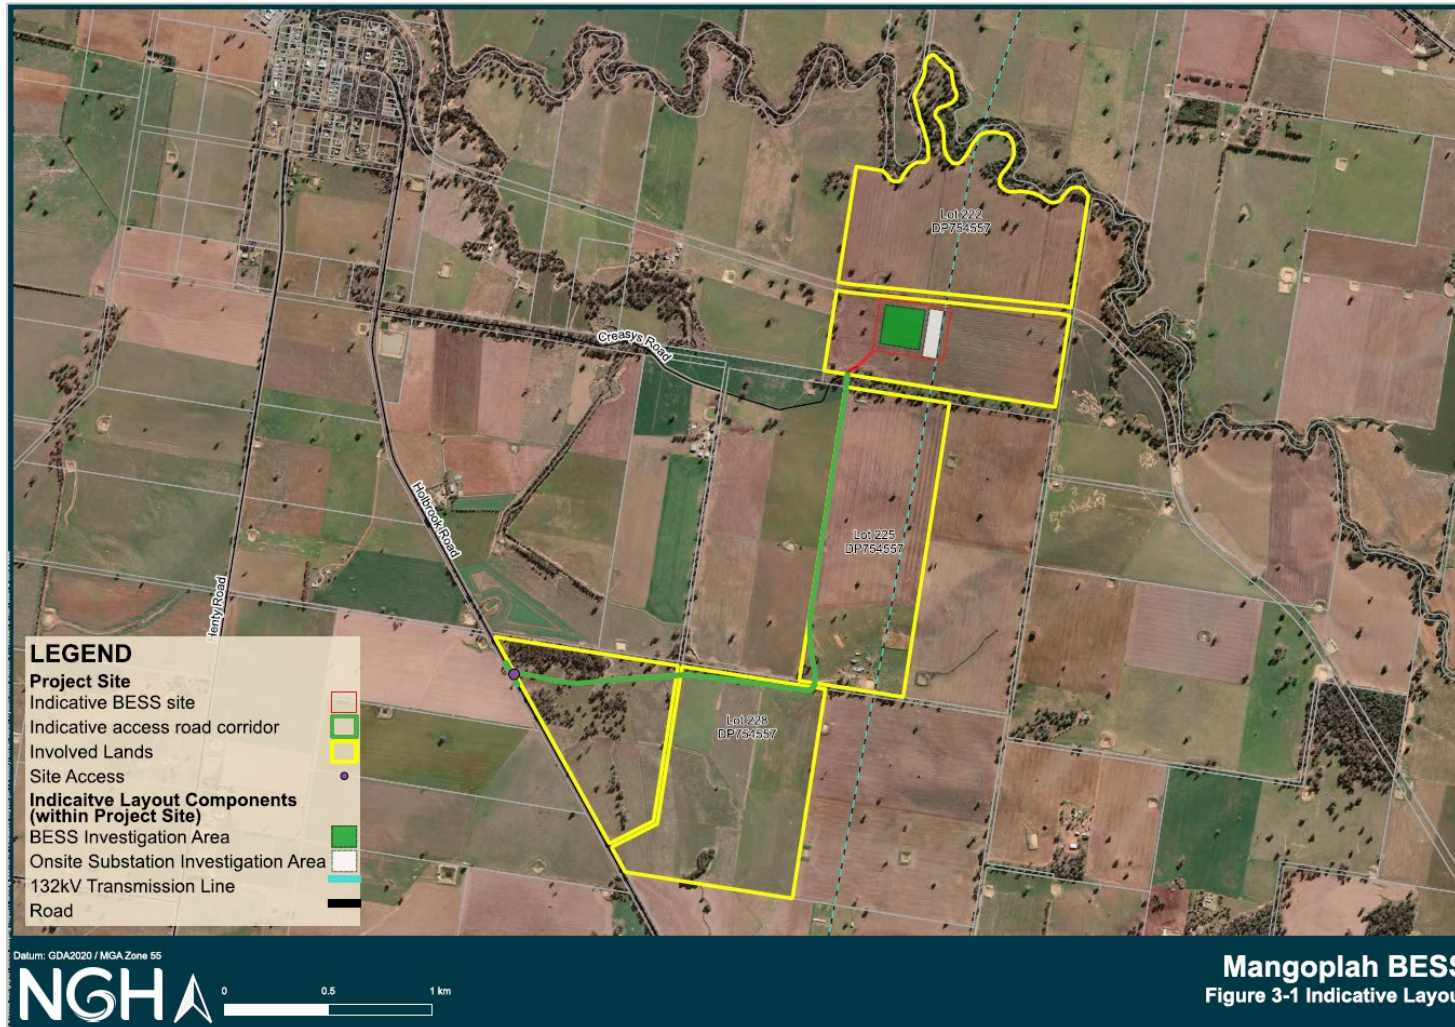 Lot 222
DP754557
Creasys Road
Holbrook Road
Lot 225
DP754557
Henty Road
Lot 228
DP754557
LEGEND
Project Site
Indicative BESS site
Indicative access road corridor
Involved Lands
Site Access
Indicaitve Layout Components
(within Project Site)
BESS Investigation Area
Onsite Substation Investigation Area
132kV Transmission Line
Road
Datum: GDA2020 / MGA Zone 55
NGH
0 0.5 1 km
Mangoplah BESS
Figure 3-1 Indicative Layou